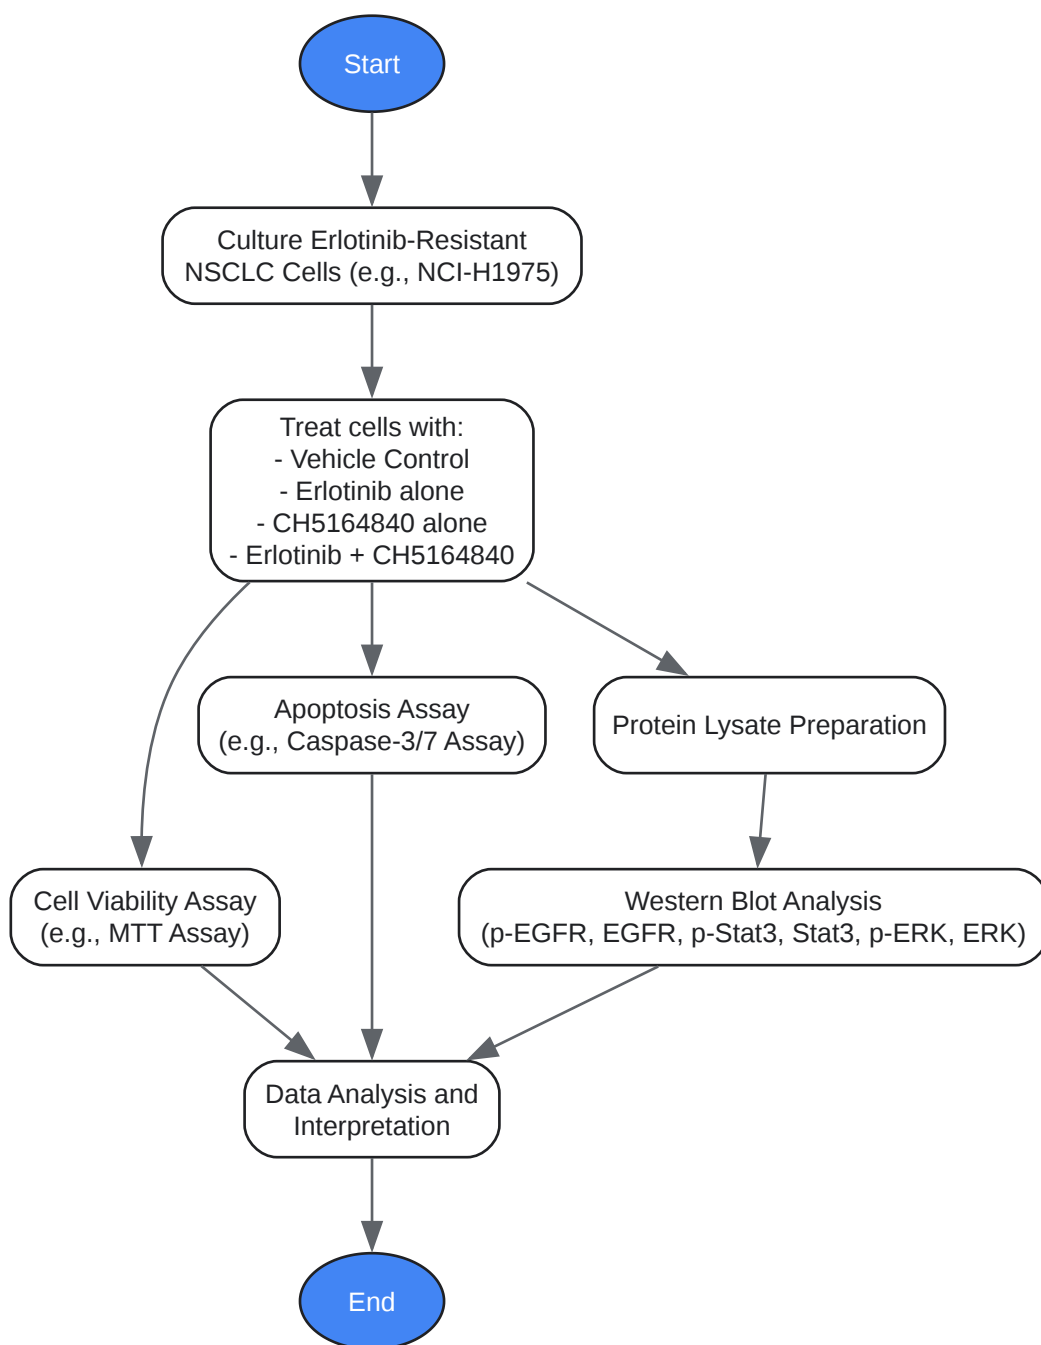 Start
Culture Erlotinib-Resistant
NSCLC Cells (e.g., NCI-H1975)
Treat cells with:
- Vehicle Control
- Erlotinib alone
- CH5164840 alone
- Erlotinib + CH5164840
Apoptosis Assay
(e.g., Caspase-3/7 Assay)
Protein Lysate Preparation
Cell Viability Assay
(e.g., MTT Assay)
Western Blot Analysis
(p-EGFR, EGFR, p-Stat3, Stat3, p-ERK, ERK)
Data Analysis and
Interpretation
End